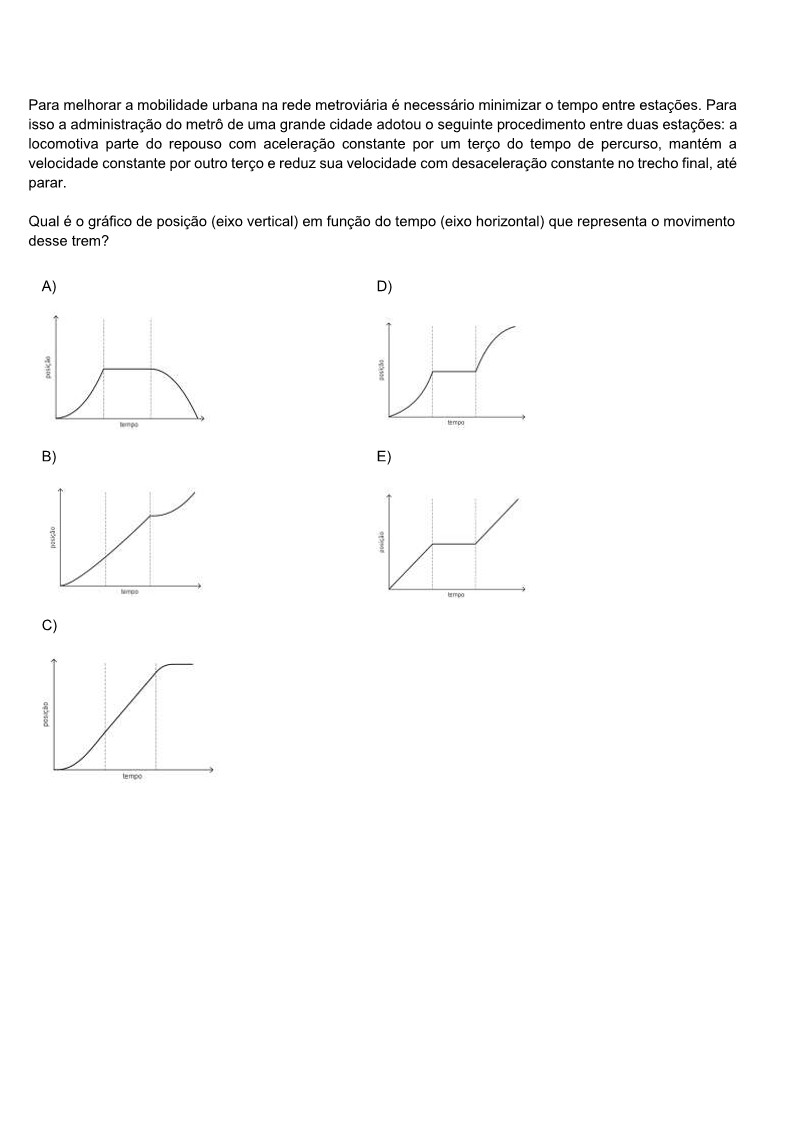 Para melhorar a mobilidade urbana na rede metroviária é necessário minimizar o tempo entre estações. Para
isso a administração do metrô de uma grande cidade adotou o seguinte procedimento entre duas estações: a
locomotiva parte do repouso com aceleração constante por um terço do tempo de percurso, mantém a
velocidade constante por outro terço e reduz sua velocidade com desaceleração constante no trecho final, até
parar.
Qual é o gráfico de posição (eixo vertical) em função do tempo (eixo horizontal) que representa o movimento
desse trem?
A)
posição
tempo
B)
posição
tempo
C)
posição
tempo
D)
posição
tempo
E)
posição
tempo